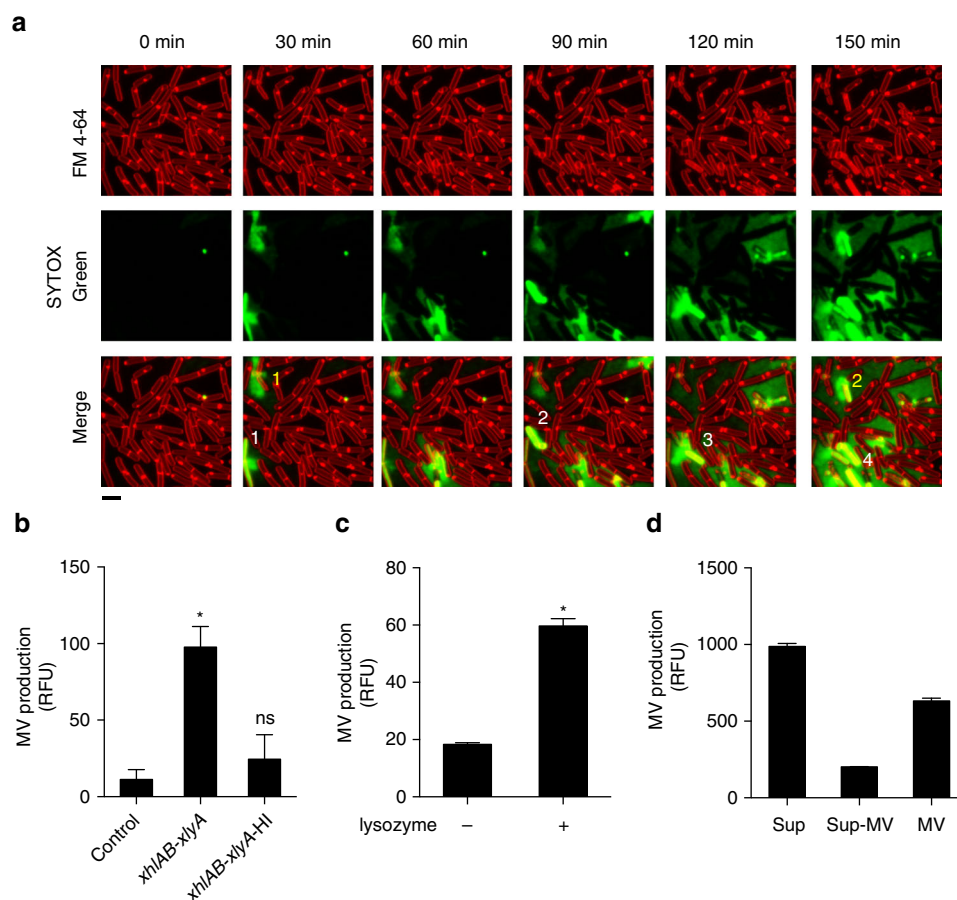 a
0 min 30 min 60 min 90 min 120 min 150 min
FM 4-64
SYTOX
Green
Merge
1
1
2
3
2
4
b
MV production
(RFU)
150
100
50
0
*
ns
Control
xhlAB-xlyA
xhlAB-xlyA-HI
c
MV production
(RFU)
80
60
40
20
0
*
lysozyme – +
d
MV production
(RFU)
1500
1000
500
0
Sup Sup-MV MV